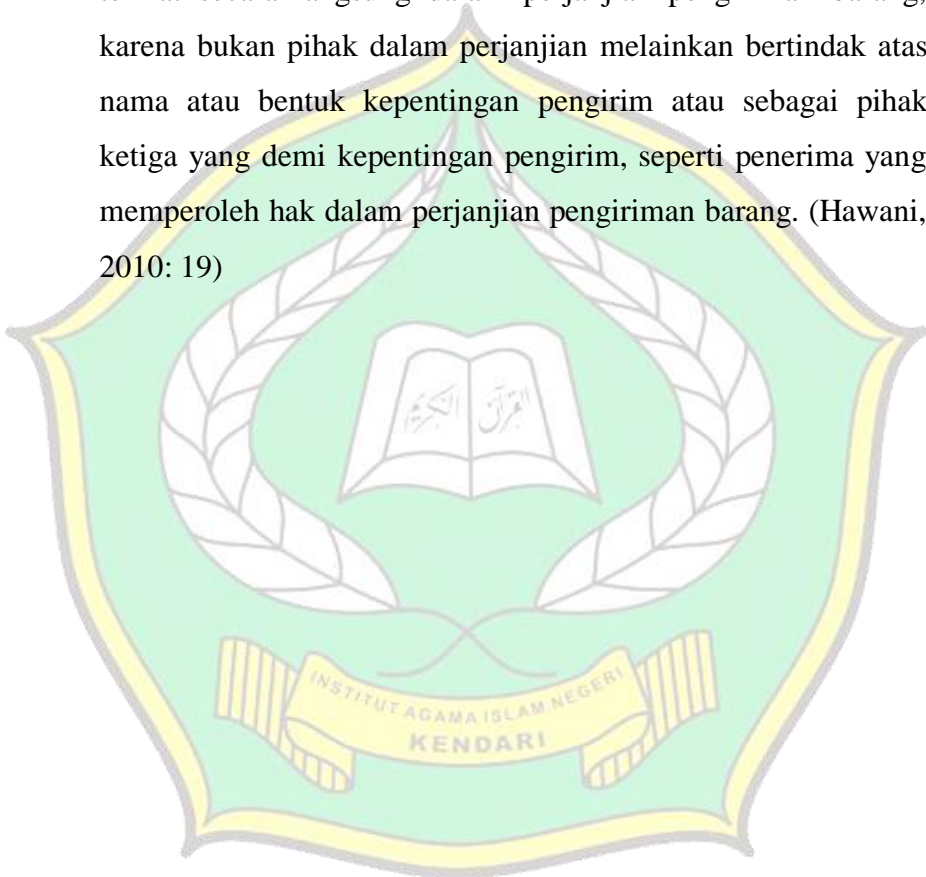 karena bukan pihak dalam perjanjian melainkan bertindak atas
nama atau bentuk kepentingan pengirim atau sebagai pihak
ketiga yang demi kepentingan pengirim, seperti penerima yang
memperoleh hak dalam perjanjian pengiriman barang. (Hawani,
2010: 19)
القرآن الكريم
INSTITUT AGAMA ISLAM NEGERI
KENDARI